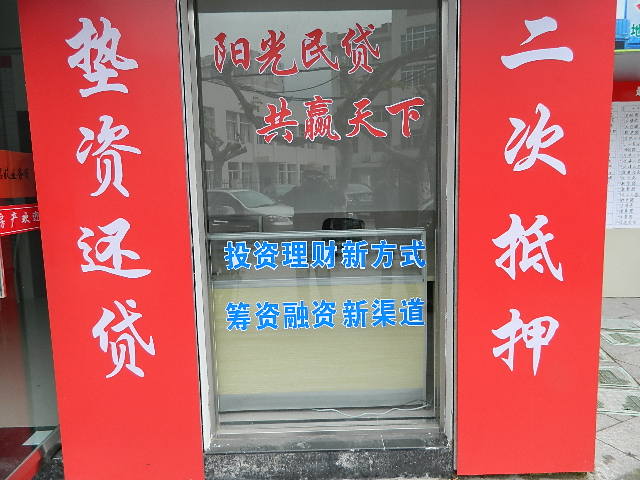 垫资还贷
阳光民贷
共赢天下
投资理财新方式
筹资融资新渠道
二次抵押